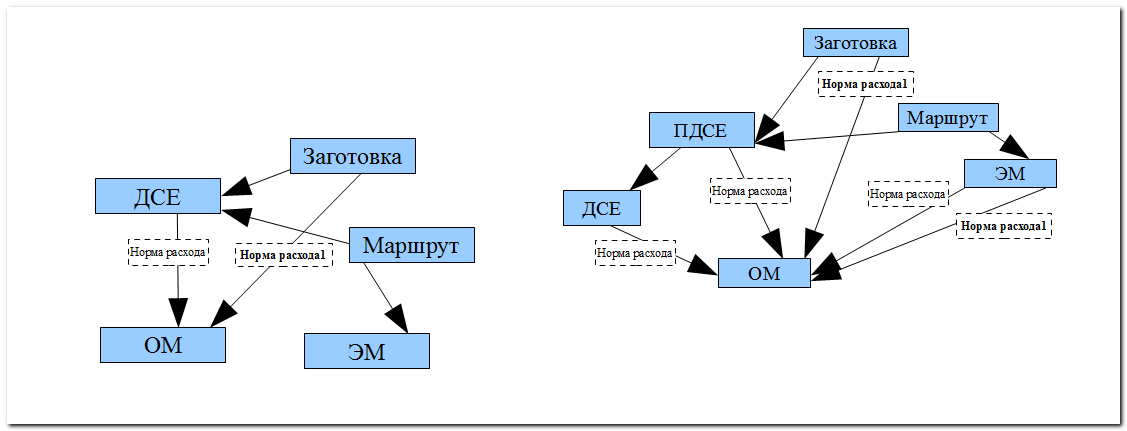 Заготовка
ДСЕ
Маршрут
Норма расхода
Норма расхода1
ОМ
ЭМ
Заготовка
Норма расхода1
Маршрут
ПДСЕ
ЭМ
Норма расхода
Норма расхода
ДСЕ
Норма расхода1
Норма расхода
ОМ